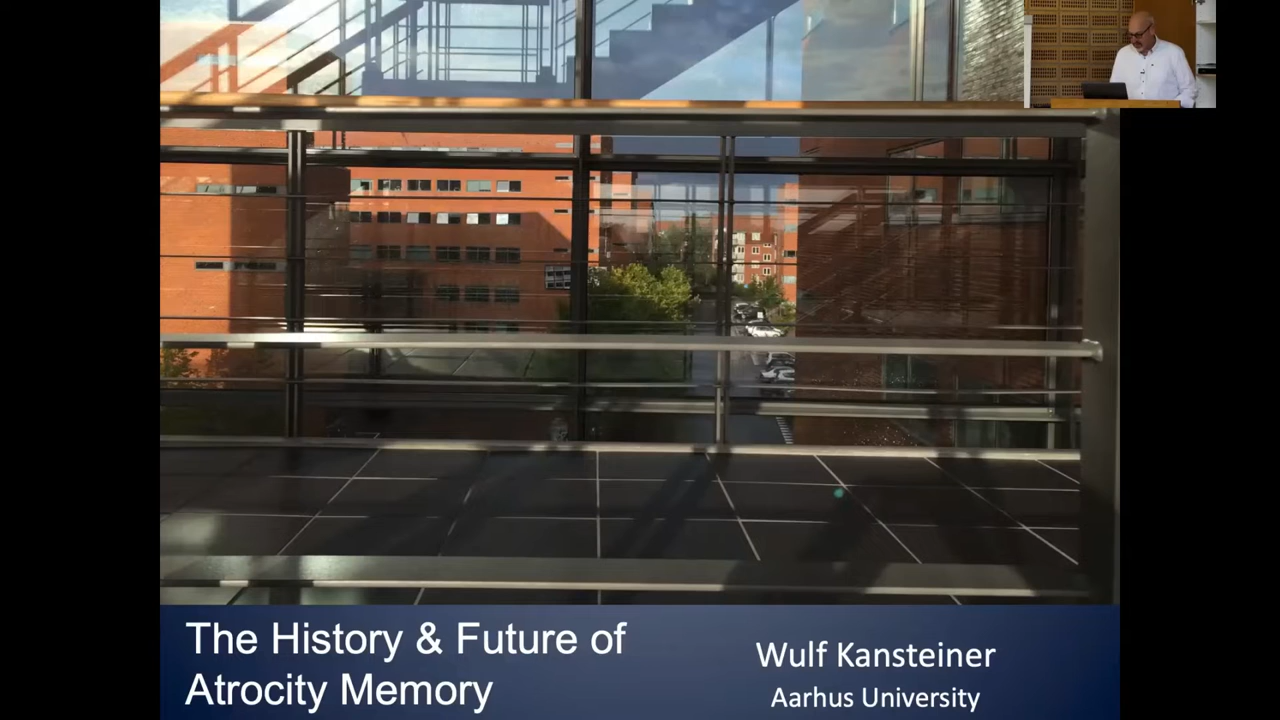 The History & Future of
Atrocity Memory
Wulf Kansteiner
Aarhus University